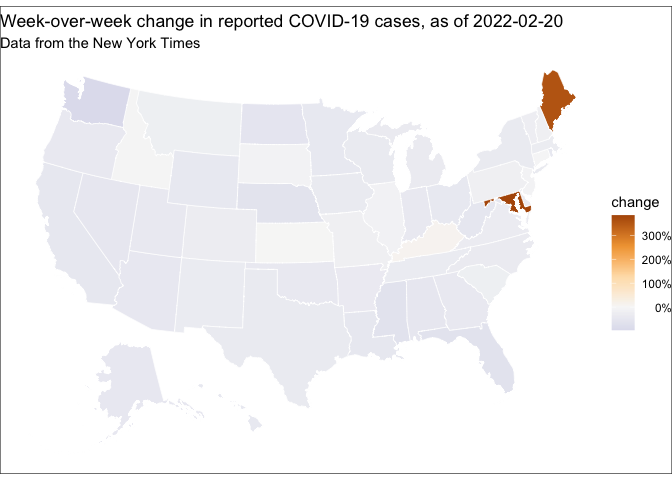 Week-over-week change in reported COVID-19 cases, as of 2022-02-20
Data from the New York Times
change
300%
200%
100%
0%